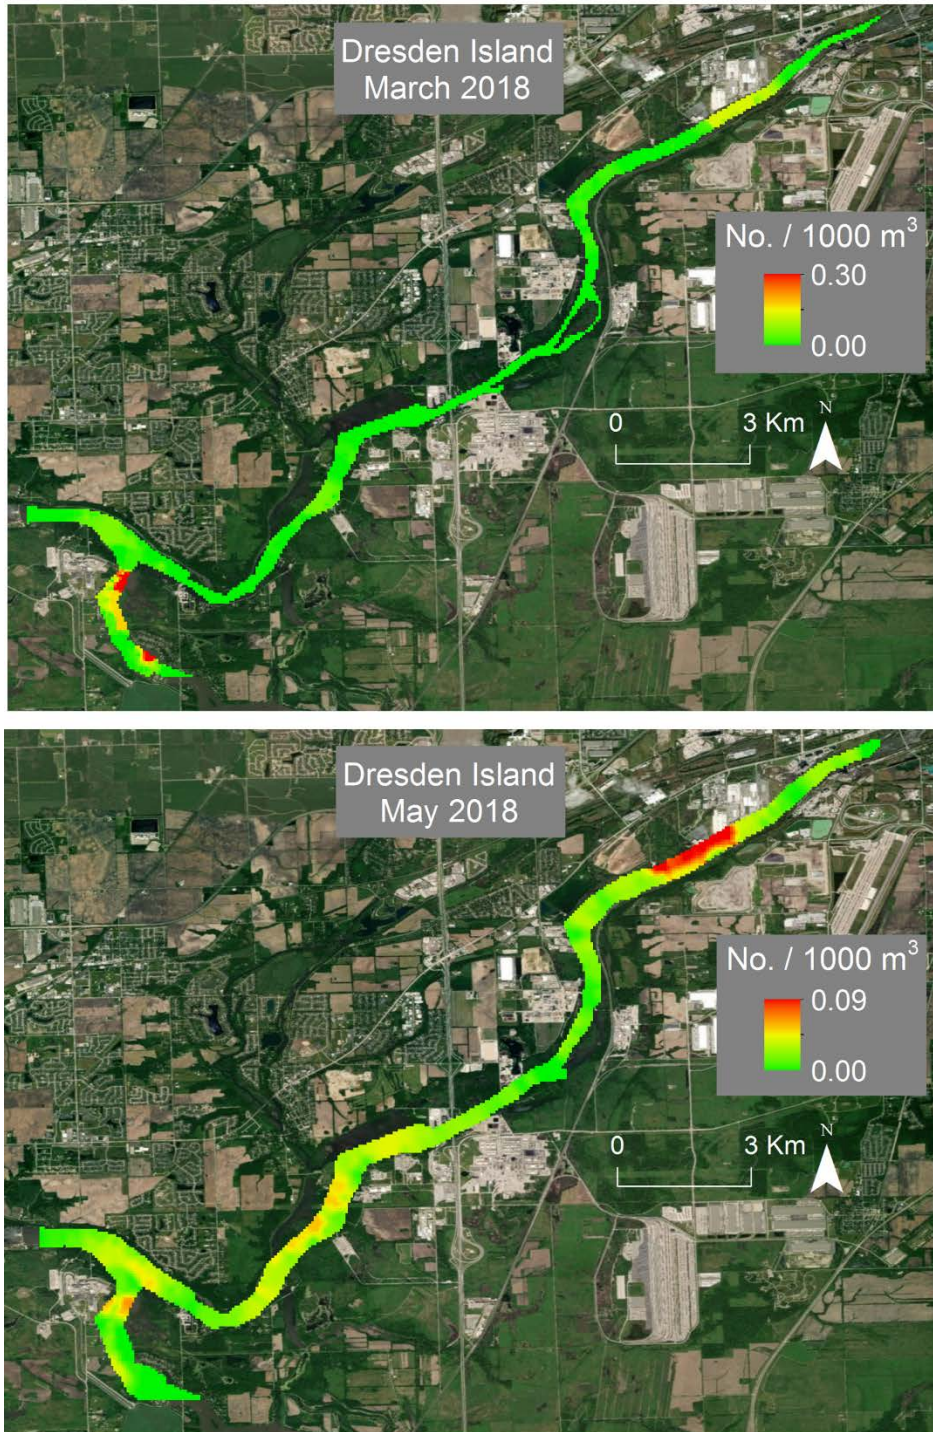 Dresden Island
March 2018
No. / 1000 m³
0.30
0.00
0 3 Km
N
Dresden Island
May 2018
No. / 1000 m³
0.09
0.00
0 3 Km
N